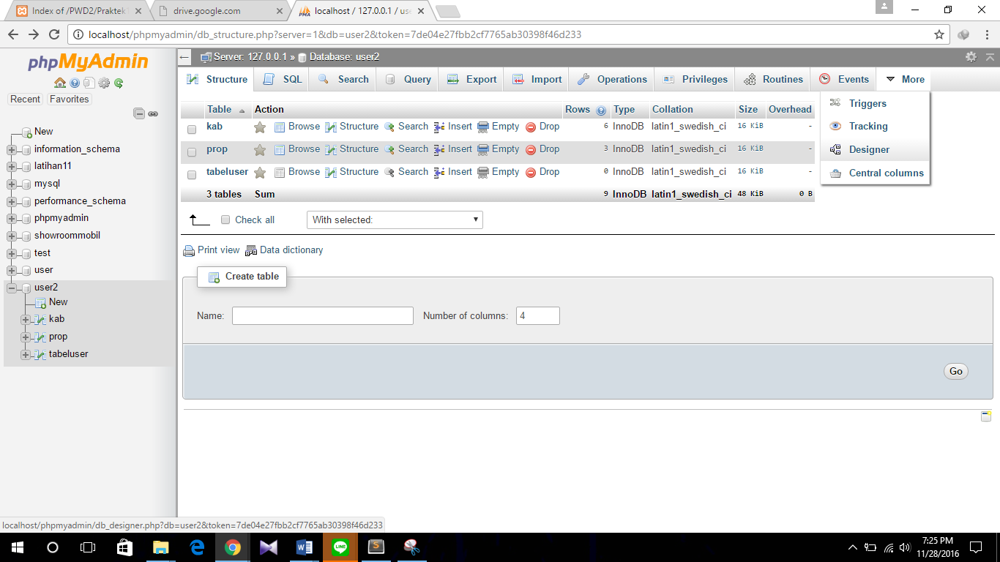 Index of /PWD2/Praktek
drive.google.com
localhost / 127.0.0.1 / use
localhost/phpmyadmin/db_structure.php?server=1&db=user2&token=7de04e27fbb2cf7765ab30398f46d233
phpMyAdmin
Recent Favorites
New
information_schema
latihan11
mysql
performance_schema
phpmyadmin
showroommobil
test
user
user2
New
kab
prop
tabeluser
Server: 127.0.0.1 » Database: user2
Structure SQL Search Query Export Import Operations Privileges Routines Events More
Triggers
Tracking
Designer
Central columns
Table Action Rows Type Collation Size Overhead
kab Browse Structure Search Insert Empty Drop 6 InnoDB latin1_swedish_ci 16 KiB -
prop Browse Structure Search Insert Empty Drop 3 InnoDB latin1_swedish_ci 16 KiB -
tabeluser Browse Structure Search Insert Empty Drop 0 InnoDB latin1_swedish_ci 16 KiB -
3 tables Sum 9 InnoDB latin1_swedish_ci 48 KiB 0 B
Check all With selected:
Print view Data dictionary
Create table
Name: Number of columns: 4
Go
localhost/phpmyadmin/db_designer.php?db=user2&token=7de04e27fbb2cf7765ab30398f46d233
7:25 PM
11/28/2016